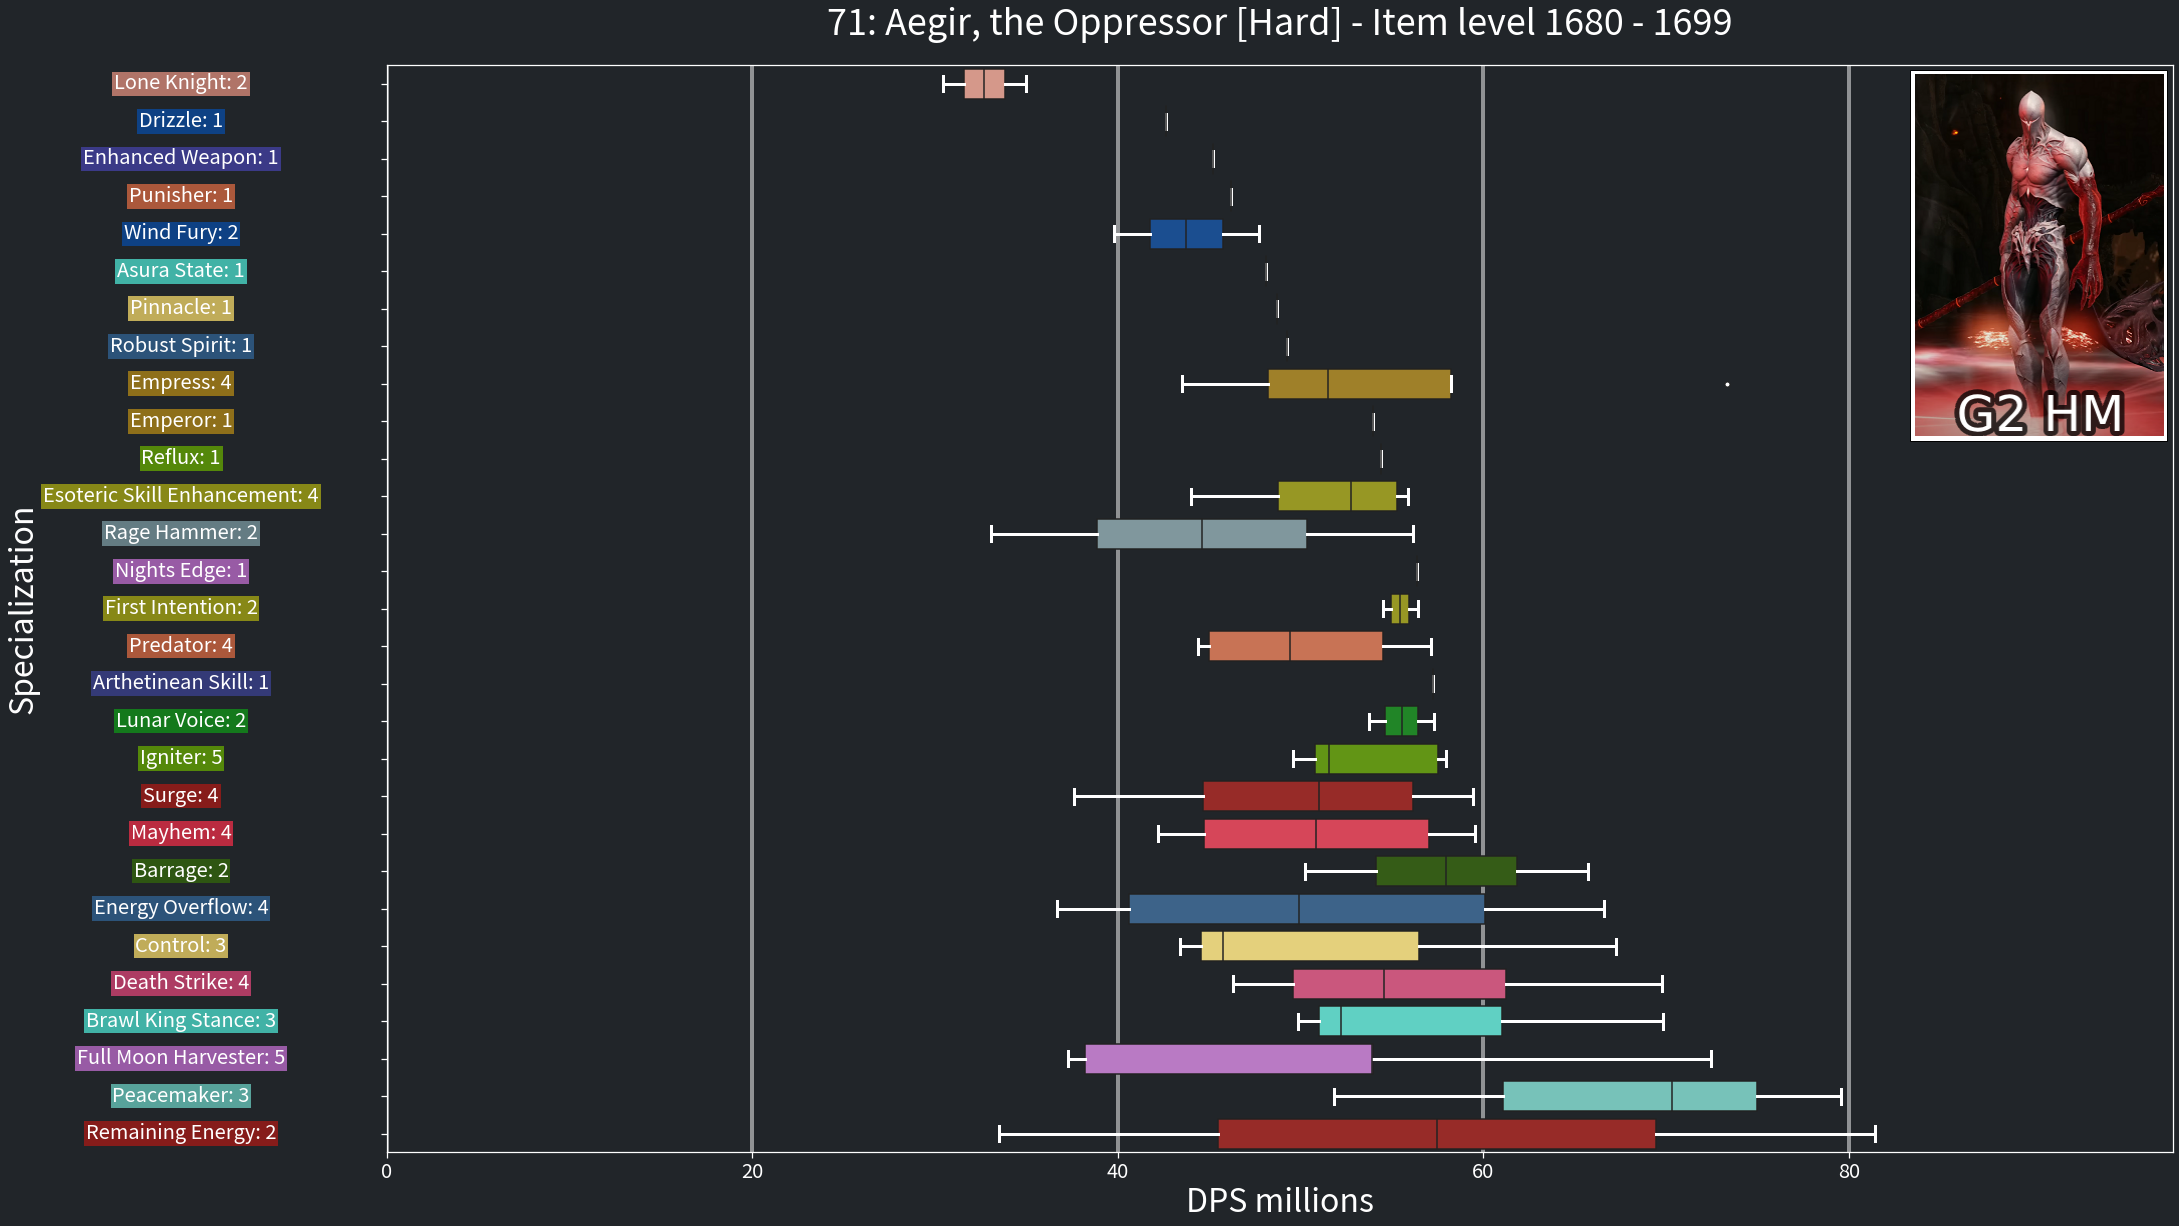 71: Aegir, the Oppressor [Hard] - Item level 1680 - 1699
Lone Knight: 2
Drizzle: 1
Enhanced Weapon: 1
Punisher: 1
Wind Fury: 2
Asura State: 1
Pinnacle: 1
Robust Spirit: 1
Empress: 4
Emperor: 1
Reflux: 1
Esoteric Skill Enhancement: 4
Rage Hammer: 2
Nights Edge: 1
First Intention: 2
Predator: 4
Arthetinean Skill: 1
Lunar Voice: 2
Igniter: 5
Surge: 4
Mayhem: 4
Barrage: 2
Energy Overflow: 4
Control: 3
Death Strike: 4
Brawl King Stance: 3
Full Moon Harvester: 5
Peacemaker: 3
Remaining Energy: 2
Specialization
G2 HM
0 20 40 60 80
DPS millions